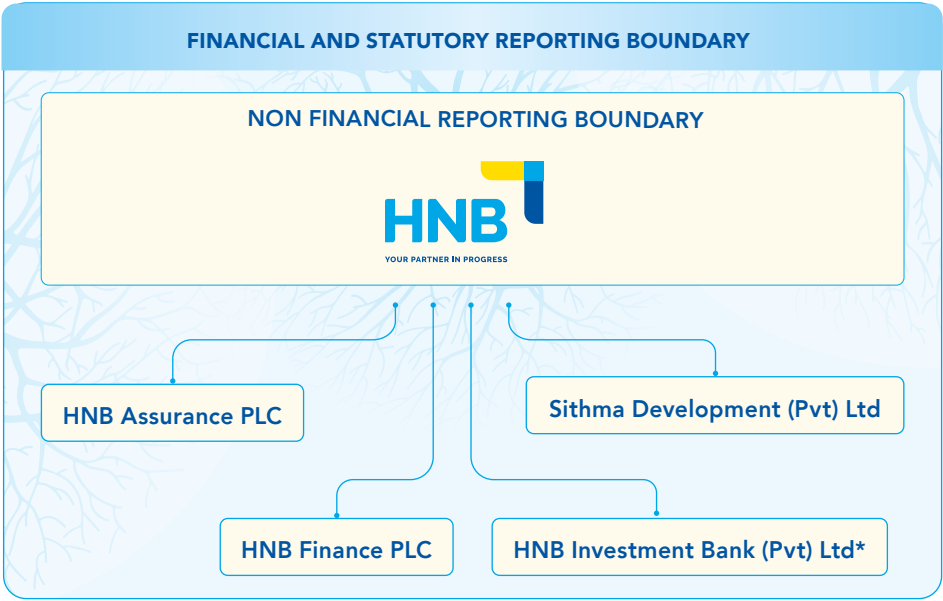 FINANCIAL AND STATUTORY REPORTING BOUNDARY
NON FINANCIAL REPORTING BOUNDARY
HNB
YOUR PARTNER IN PROGRESS
HNB Assurance PLC
Sithma Development (Pvt) Ltd
HNB Finance PLC
HNB Investment Bank (Pvt) Ltd*